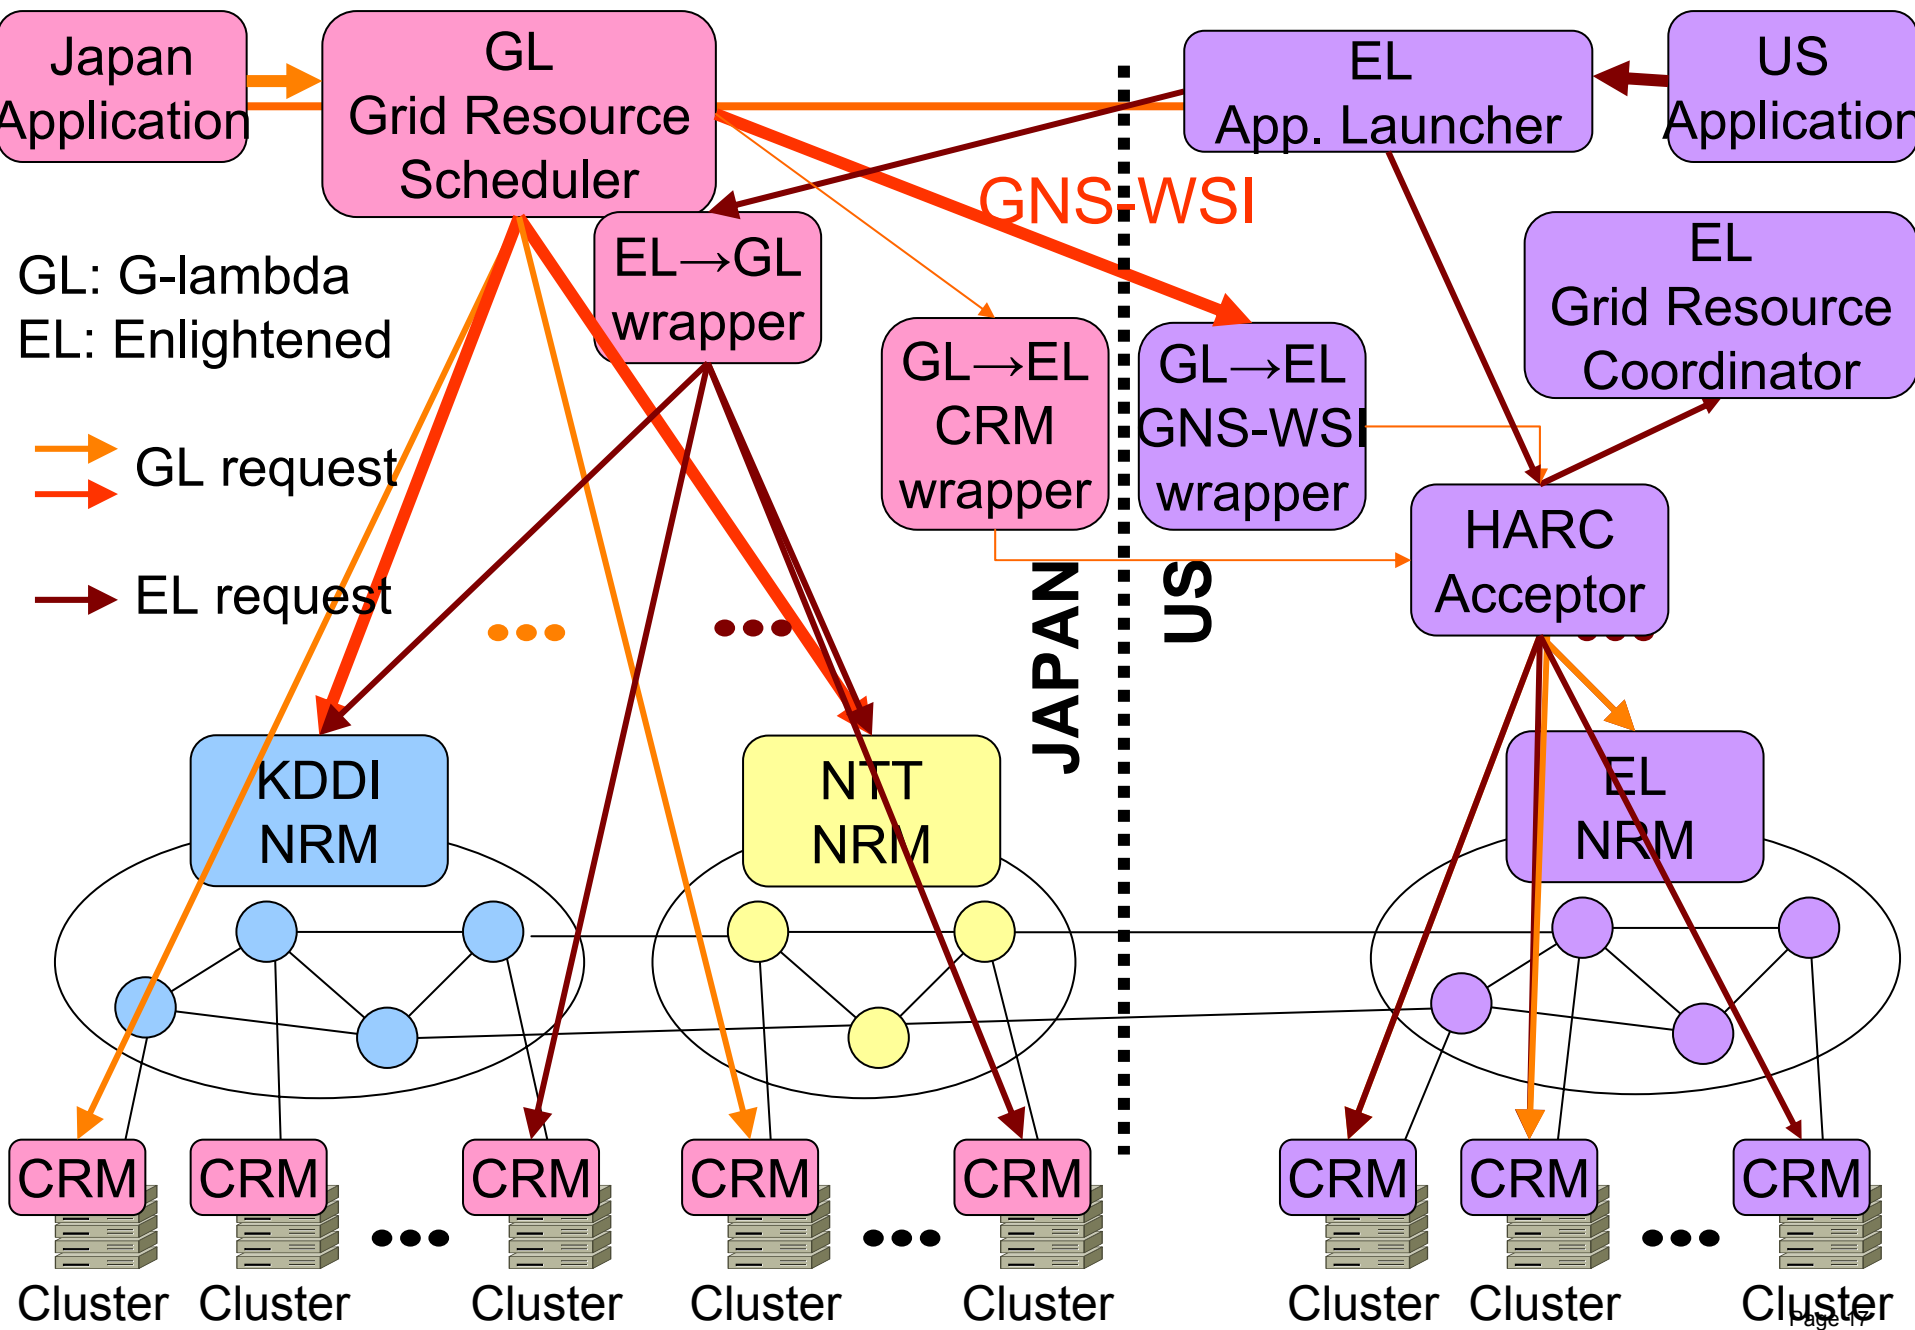 Japan
Application
GL
Grid Resource
Scheduler
EL
App. Launcher
US
Application
GNS-WSI
GL: G-lambda
EL: Enlightened
EL→GL
wrapper
EL
Grid Resource
Coordinator
GL→EL
CRM
wrapper
GL→EL
GNS-WSI
wrapper
GL request
EL request
HARC
Acceptor
JAPAN
US
KDDI
NRM
NTT
NRM
EL
NRM
CRM
CRM
CRM
CRM
CRM
CRM
CRM
CRM
Cluster
Cluster
Cluster
Cluster
Cluster
Cluster
Cluster
Cluster
Page 17